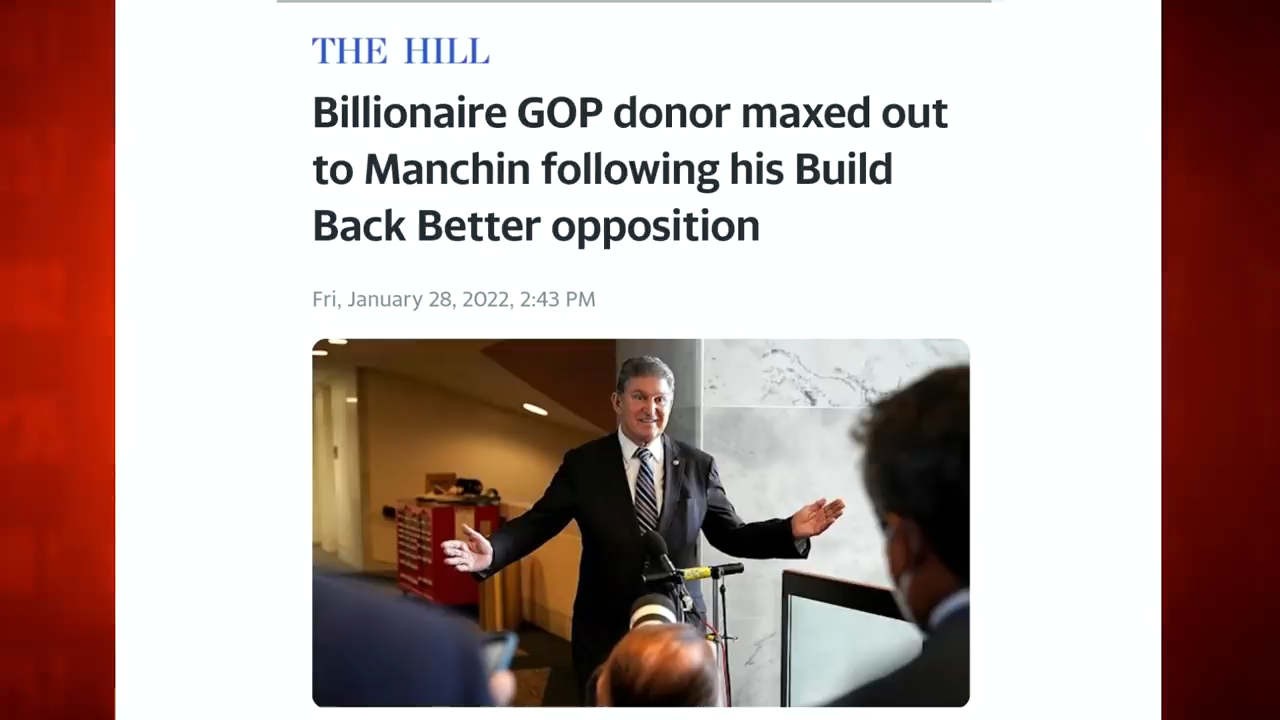 THE HILL
Billionaire GOP donor maxed out
to Manchin following his Build
Back Better opposition
Fri, January 28, 2022, 2:43 PM